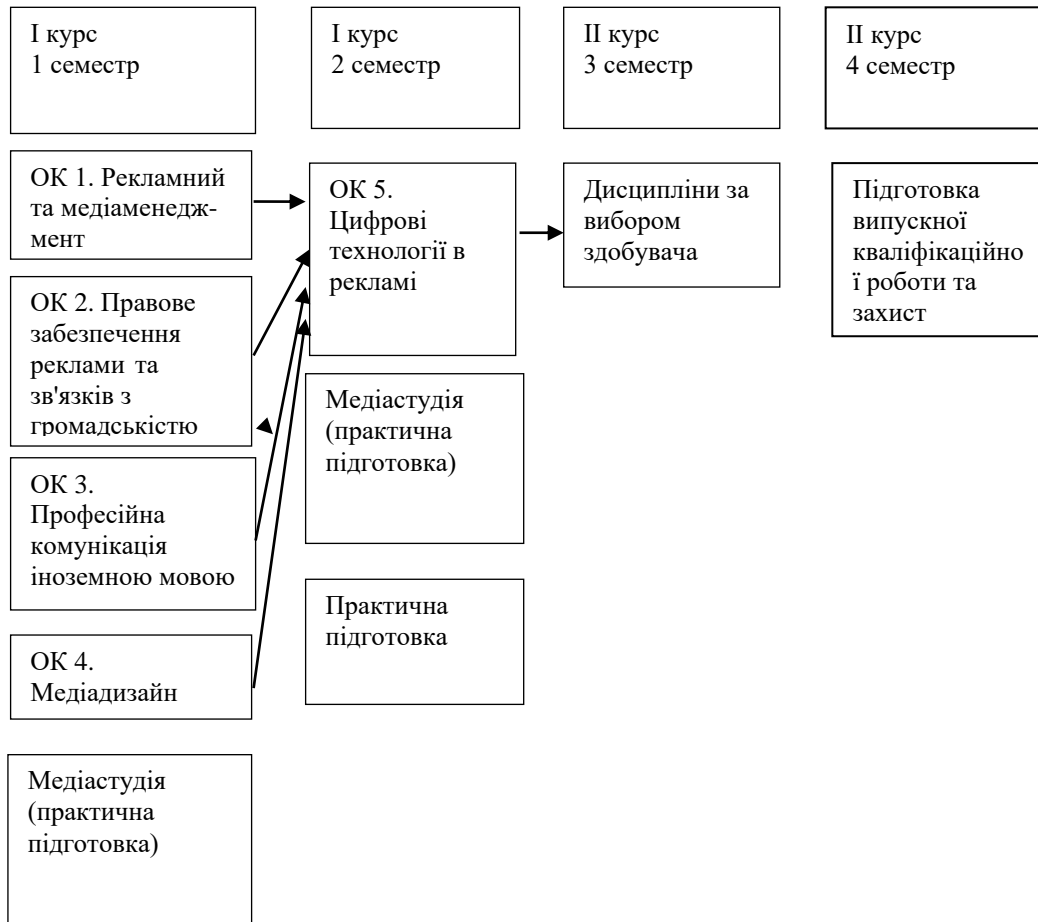 І курс
1 семестр
І курс
2 семестр
ІІ курс
3 семестр
ІІ курс
4 семестр
ОК 1. Рекламний
та медіаменедж-
мент
ОК 2. Правове
забезпечення
реклами та
зв'язків з
громадськістю
ОК 3.
Професійна
комунікація
іноземною мовою
ОК 4.
Медіадизайн
Медіастудія
(практична
підготовка)
ОК 5.
Цифрові
технології в
рекламі
Медіастудія
(практична
підготовка)
Практична
підготовка
Дисципліни за
вибором
здобувача
Підготовка
випускної
кваліфікаційно
ї роботи та
захист